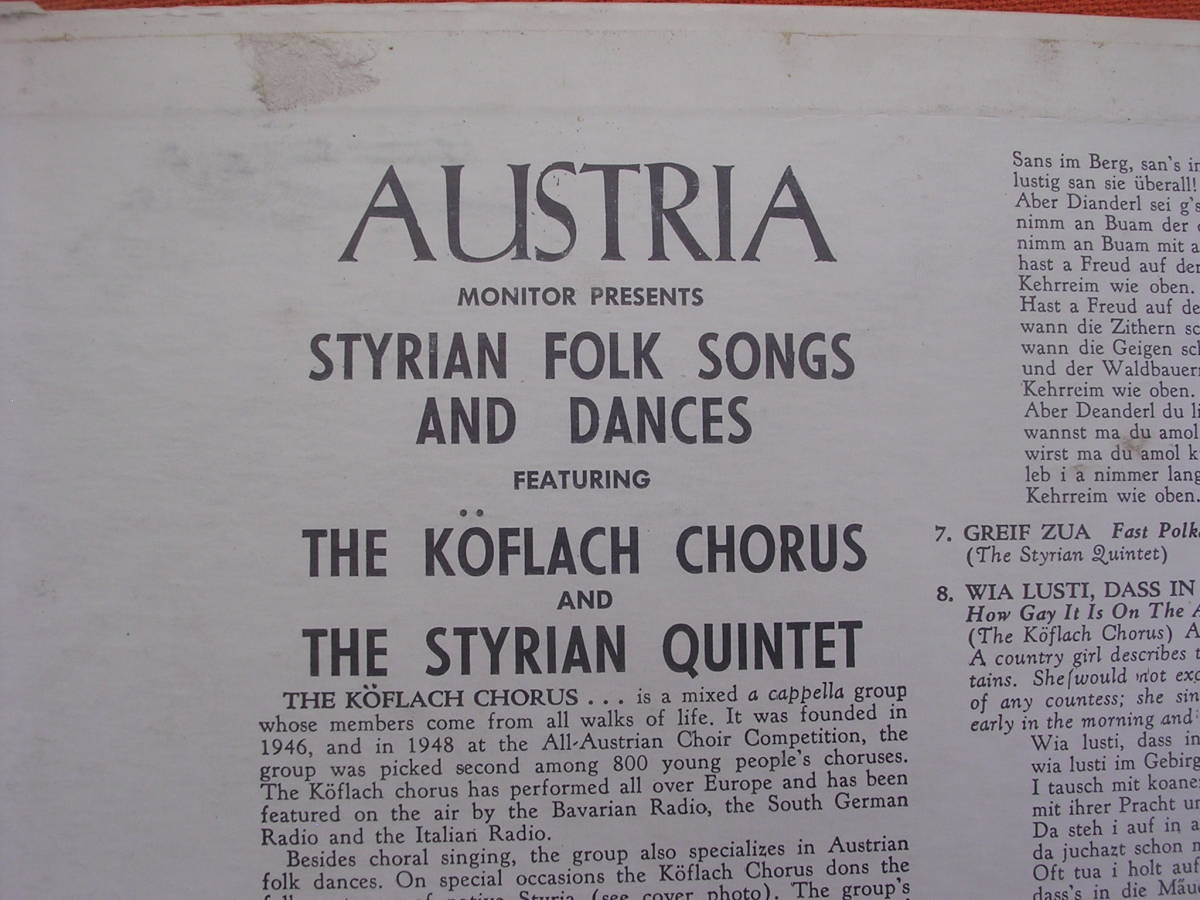 AUSTRIA
MONITOR PRESENTS
STYRIAN FOLK SONGS
AND DANCES
FEATURING
THE KÖFLACH CHORUS
AND
THE STYRIAN QUINTET
THE KÖFLACH CHORUS . . . is a mixed a cappella group
whose members come from all walks of life. It was founded in
1946, and in 1948 at the All-Austrian Choir Competition, the
group was picked second among 800 young people's choruses.
The Köflach chorus has performed all over Europe and has been
featured on the air by the Bavarian Radio, the South German
Radio and the Italian Radio.
Besides choral singing, the group also specializes in Austrian
folk dances. On special occasions the Köflach Chorus dons the
of native Styria (see cover photo). The group's
Sans im Berg, san's
lustig san sie überall!
Aber Dianderl sei
nimm an Buam der
nimm an Buam mit
hast a Freud auf
Kehrreim wie oben.
Hast a Freud auf
wann die Zithern
wann die Geigen
und der
Kehrreim wie oben.
Aber Deanderl du
wannst ma du amol
wirst ma du amol
leb i a nimmer
Kehrreim wie oben.
7. GREIF ZUA Fast
(The Styrian Quintet)
8. WIA LUSTI, DASS IN
How Gay It Is On The
(The Köflach Chorus)
A country girl describes
tains. She would not
of any countess; she
early in the morning and
Wia lusti, dass in
wia lusti im
I tausch mit
mit ihrer Pracht
Da steh i auf in
da juchazt schon
Oft tua i holt auf
dass's in die